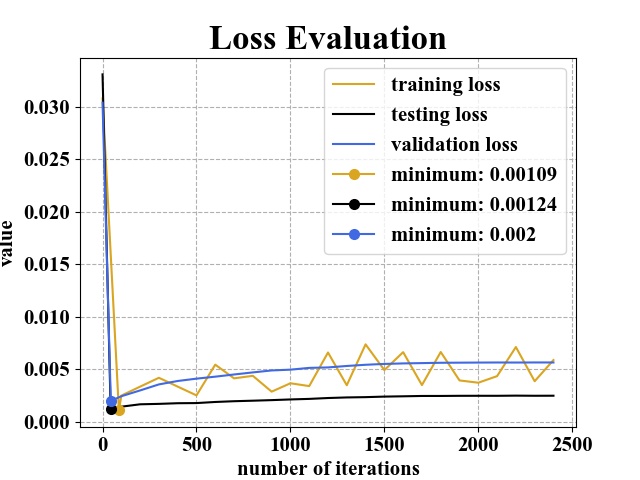 Loss Evaluation
training loss
testing loss
validation loss
minimum: 0.00109
minimum: 0.00124
minimum: 0.002
value
0.030
0.025
0.020
0.015
0.010
0.005
0.000
0 500 1000 1500 2000 2500
number of iterations